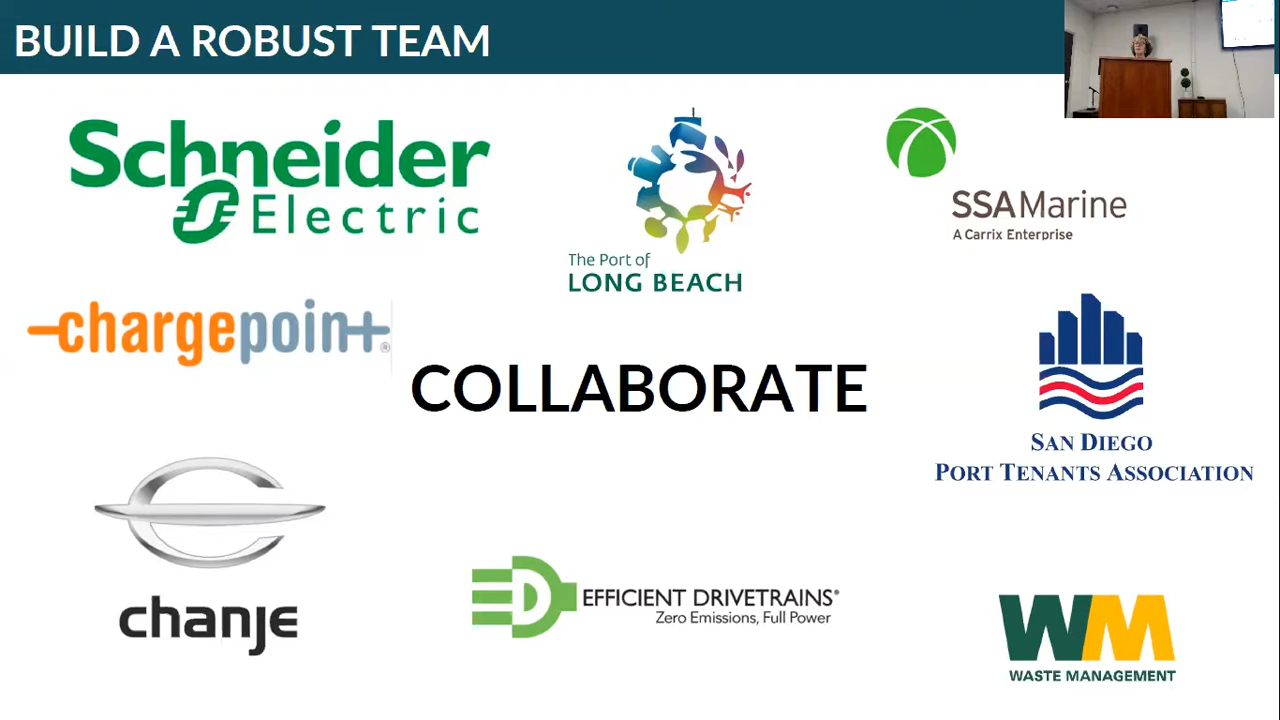 BUILD A ROBUST TEAM
Schneider
Electric
The Port of
LONG BEACH
SSAMarine
A Carrix Enterprise
chargepoin+®
COLLABORATE
SAN DIEGO
PORT TENANTS ASSOCIATION
chanje
EFFICIENT DRIVETRAINS®
Zero Emissions, Full Power
WM
WASTE MANAGEMENT